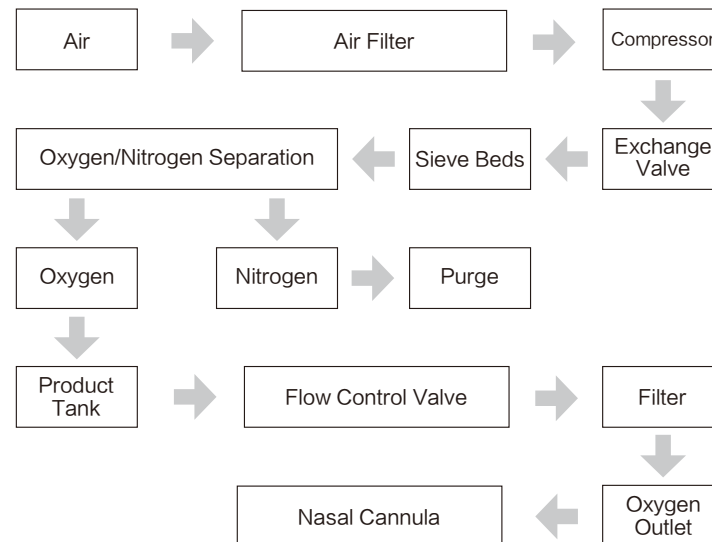 Air
Air Filter
Compressor
Exchange
Valve
Sieve Beds
Oxygen/Nitrogen Separation
Oxygen
Nitrogen
Purge
Product
Tank
Flow Control Valve
Filter
Oxygen
Outlet
Nasal Cannula